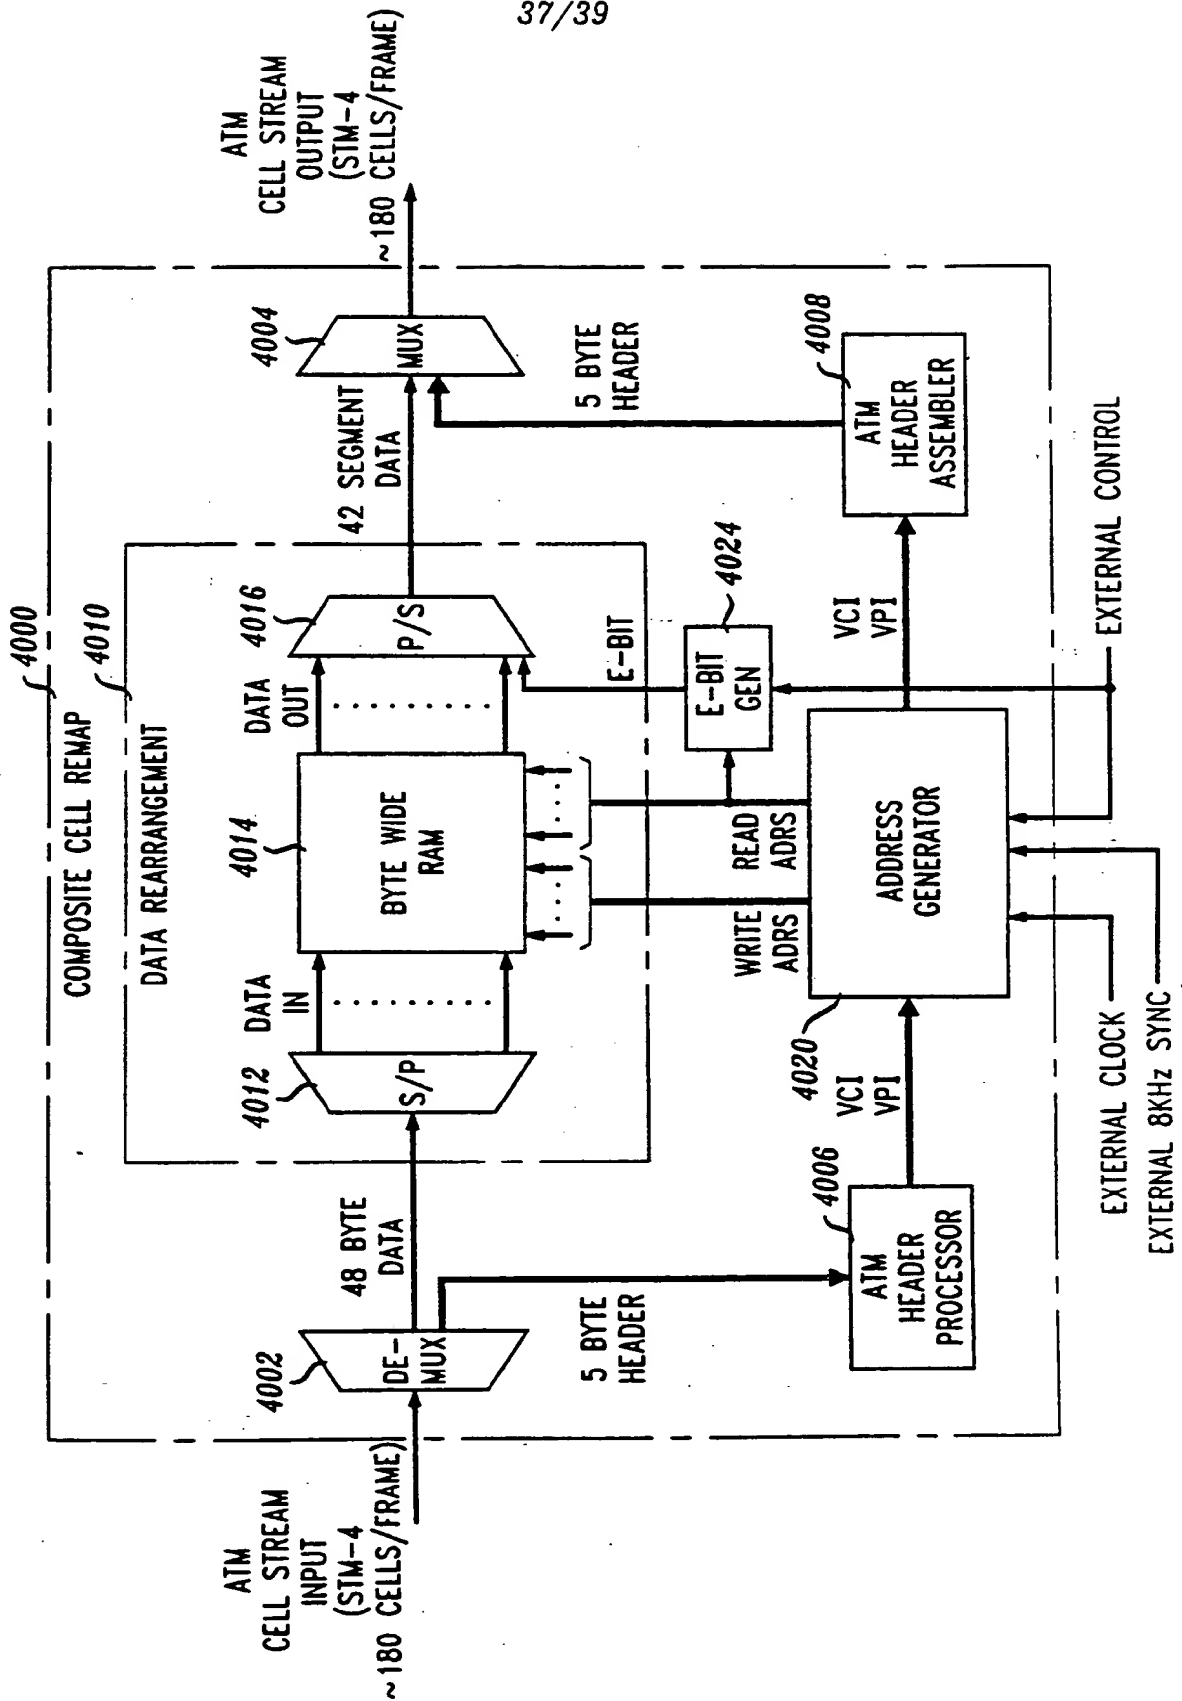 37/39
4000
COMPOSITE CELL REMAP
4010
DATA REARRANGEMENT
ATM
CELL STREAM
INPUT
(STM-4
~180 CELLS/FRAME)
4002
DE-
MUX
48 BYTE
DATA
5 BYTE
HEADER
4012
S/P
DATA
IN
4014
BYTE WIDE
RAM
DATA
OUT
4016
P/S
42 SEGMENT
DATA
4004
MUX
ATM
CELL STREAM
OUTPUT
(STM-4
~180 CELLS/FRAME)
5 BYTE
HEADER
WRITE
ADRS
READ
ADRS
E-BIT
4024
E-BIT
GEN
4006
ATM
HEADER
PROCESSOR
VCI
VPI
4020
ADDRESS
GENERATOR
VCI
VPI
4008
ATM
HEADER
ASSEMBLER
EXTERNAL CLOCK
EXTERNAL 8KHz SYNC
EXTERNAL CONTROL